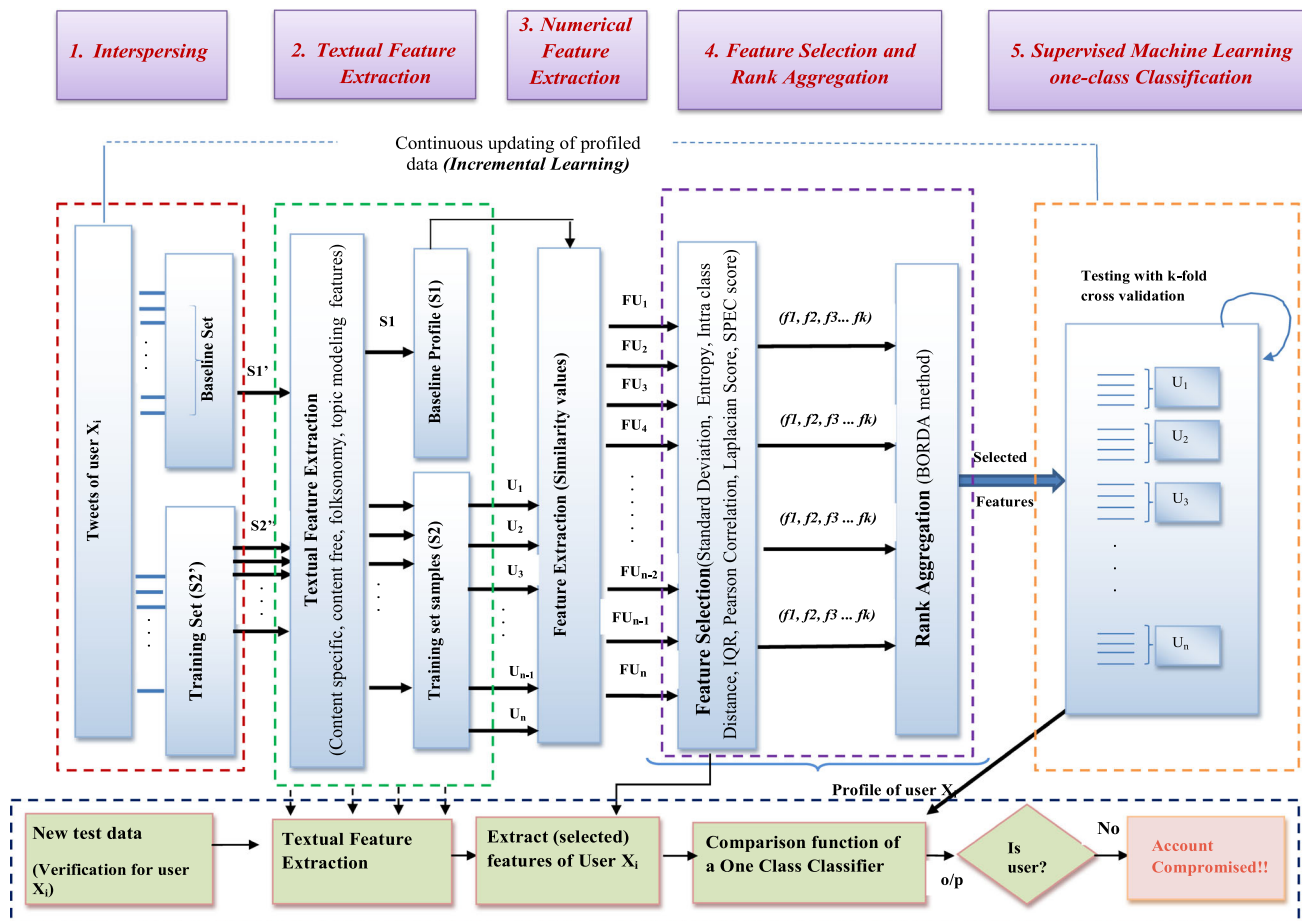 1. Interspersing
2. Textual Feature
Extraction
3. Numerical
Feature
Extraction
4. Feature Selection and
Rank Aggregation
5. Supervised Machine Learning
one-class Classification
Continuous updating of profiled
data (Incremental Learning)
Tweets of user Xi
Baseline Set
Training Set (S2')
S1'
S2''
Textual Feature Extraction
(Content specific, content free, folksonomy, topic modeling features)
S1
Baseline Profile (S1)
Training set samples (S2)
U1
U2
U3
Un-1
Un
Feature Extraction (Similarity values)
FU1
FU2
FU3
FU4
FUn-2
FUn-1
FUn
Feature Selection(Standard Deviation, Entropy, Intra class
Distance, IQR, Pearson Correlation, Laplacian Score, SPEC score)
(f1, f2, f3... fk)
(f1, f2, f3 ... fk)
(f1, f2, f3 ... fk)
(f1, f2, f3 ... fk)
Rank Aggregation (BORDA method)
Selected
Features
Testing with k-fold
cross validation
U1
U2
U3
Un
Profile of user Xi
New test data
(Verification for user
Xi)
Textual Feature
Extraction
Extract (selected)
features of User Xi
Comparison function of
a One Class Classifier
o/p
Is
user?
No
Account
Compromised!!